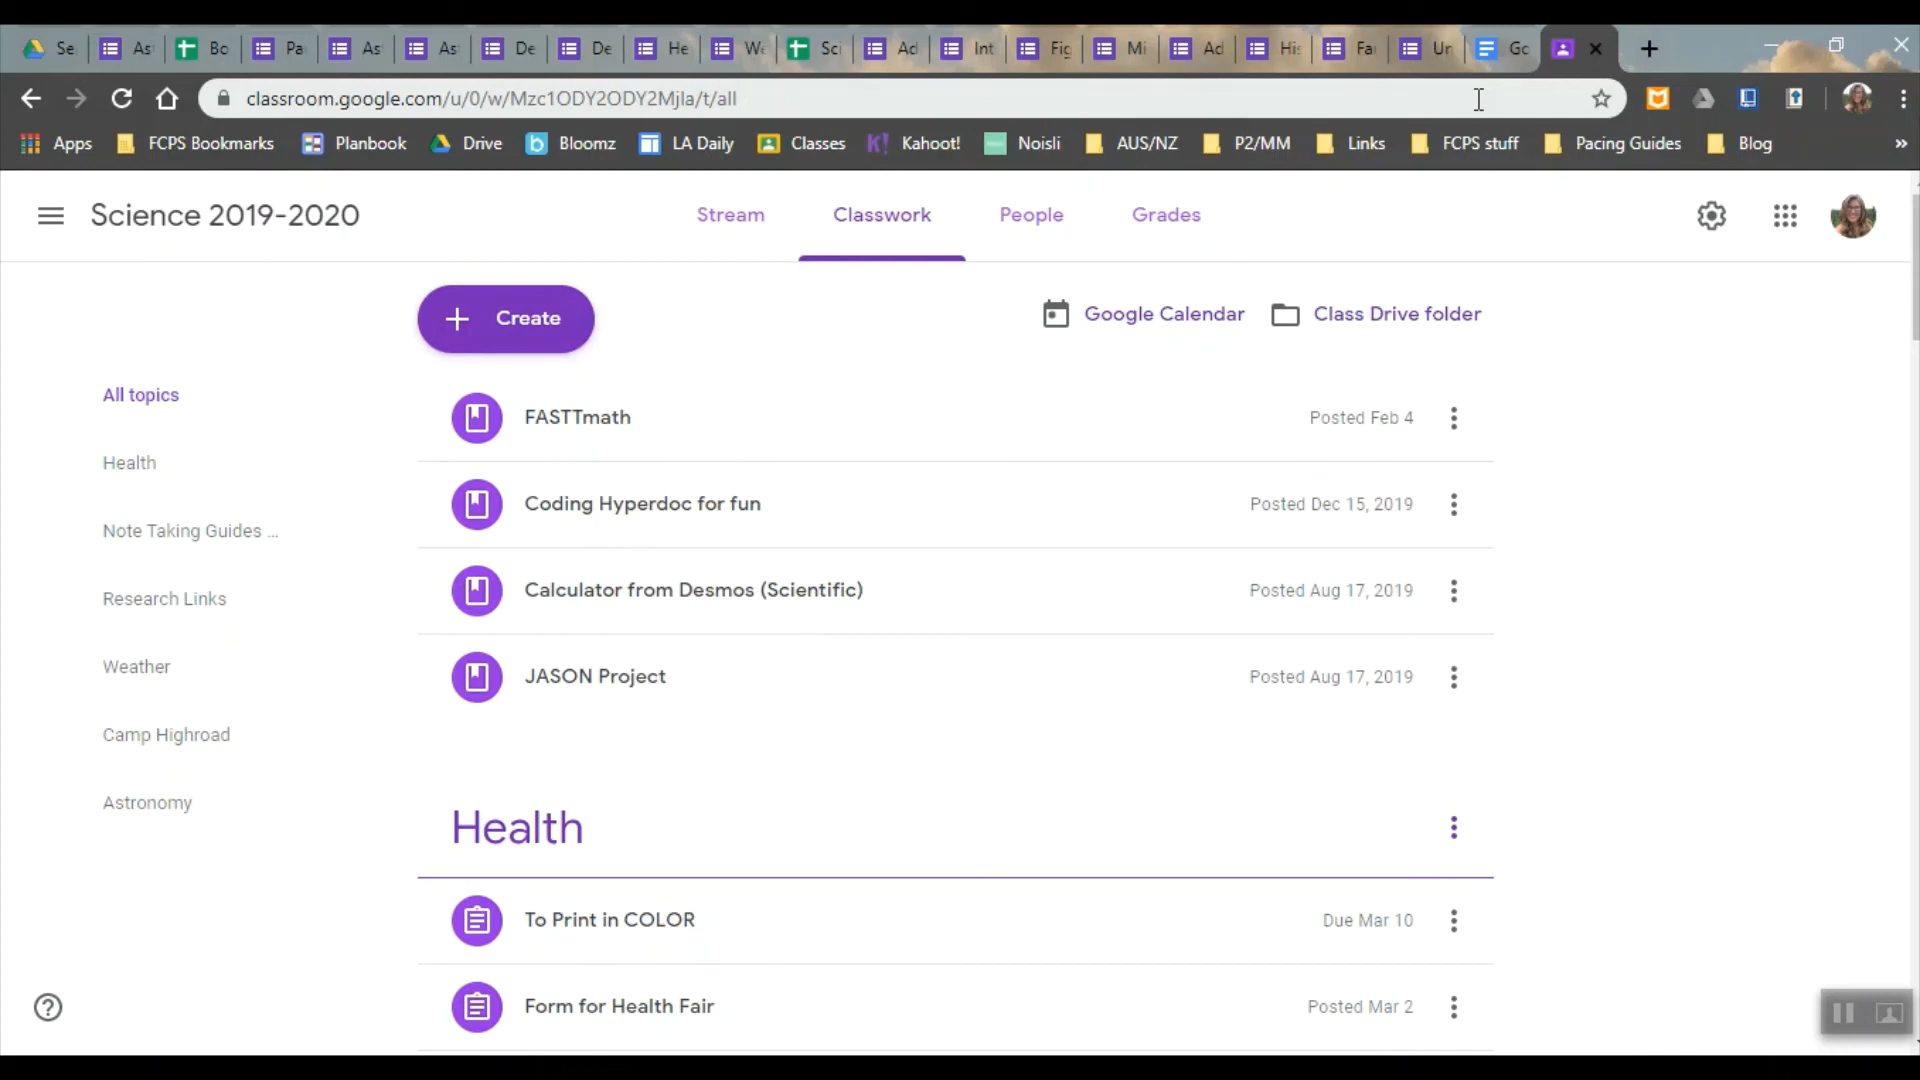 Se As Bo Pa As As De De He We Sci Ad Int Fig Mi Ad His Fa Un Go
classroom.google.com/u/0/w/Mzc1ODY2ODY2Mjla/t/all
Apps FCPS Bookmarks Planbook Drive Bloomz LA Daily Classes Kahoot! Noisli AUS/NZ P2/MM Links FCPS stuff Pacing Guides Blog »
Science 2019-2020 Stream Classwork People Grades
Create Google Calendar Class Drive folder
All topics
Health
Note Taking Guides ...
Research Links
Weather
Camp Highroad
Astronomy
FASTTmath Posted Feb 4
Coding Hyperdoc for fun Posted Dec 15, 2019
Calculator from Desmos (Scientific) Posted Aug 17, 2019
JASON Project Posted Aug 17, 2019
Health
To Print in COLOR Due Mar 10
Form for Health Fair Posted Mar 2